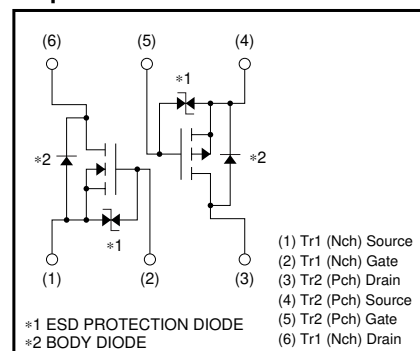 (6) (5) (4)
∗1
∗2 ∗2
∗1
(1) (2) (3)
(1) Tr1 (Nch) Source
(2) Tr1 (Nch) Gate
(3) Tr2 (Pch) Drain
(4) Tr2 (Pch) Source
(5) Tr2 (Pch) Gate
(6) Tr1 (Nch) Drain
∗1 ESD PROTECTION DIODE
∗2 BODY DIODE